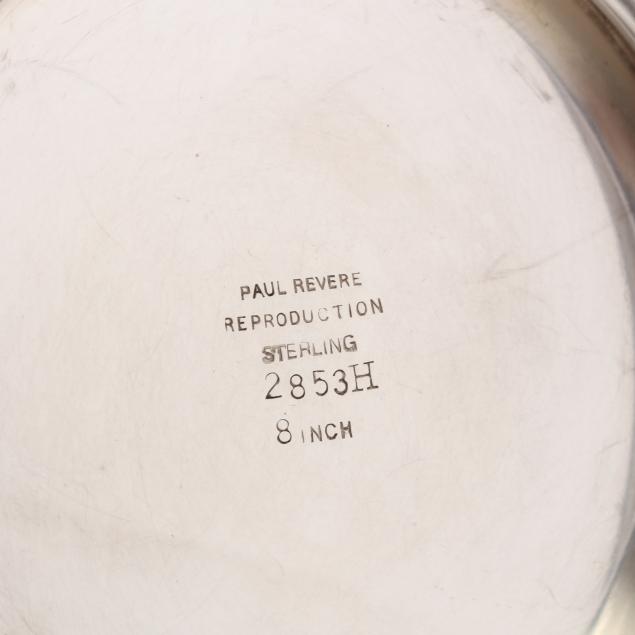 PAUL REVERE
REPRODUCTION
STERLING
2853H
8 INCH